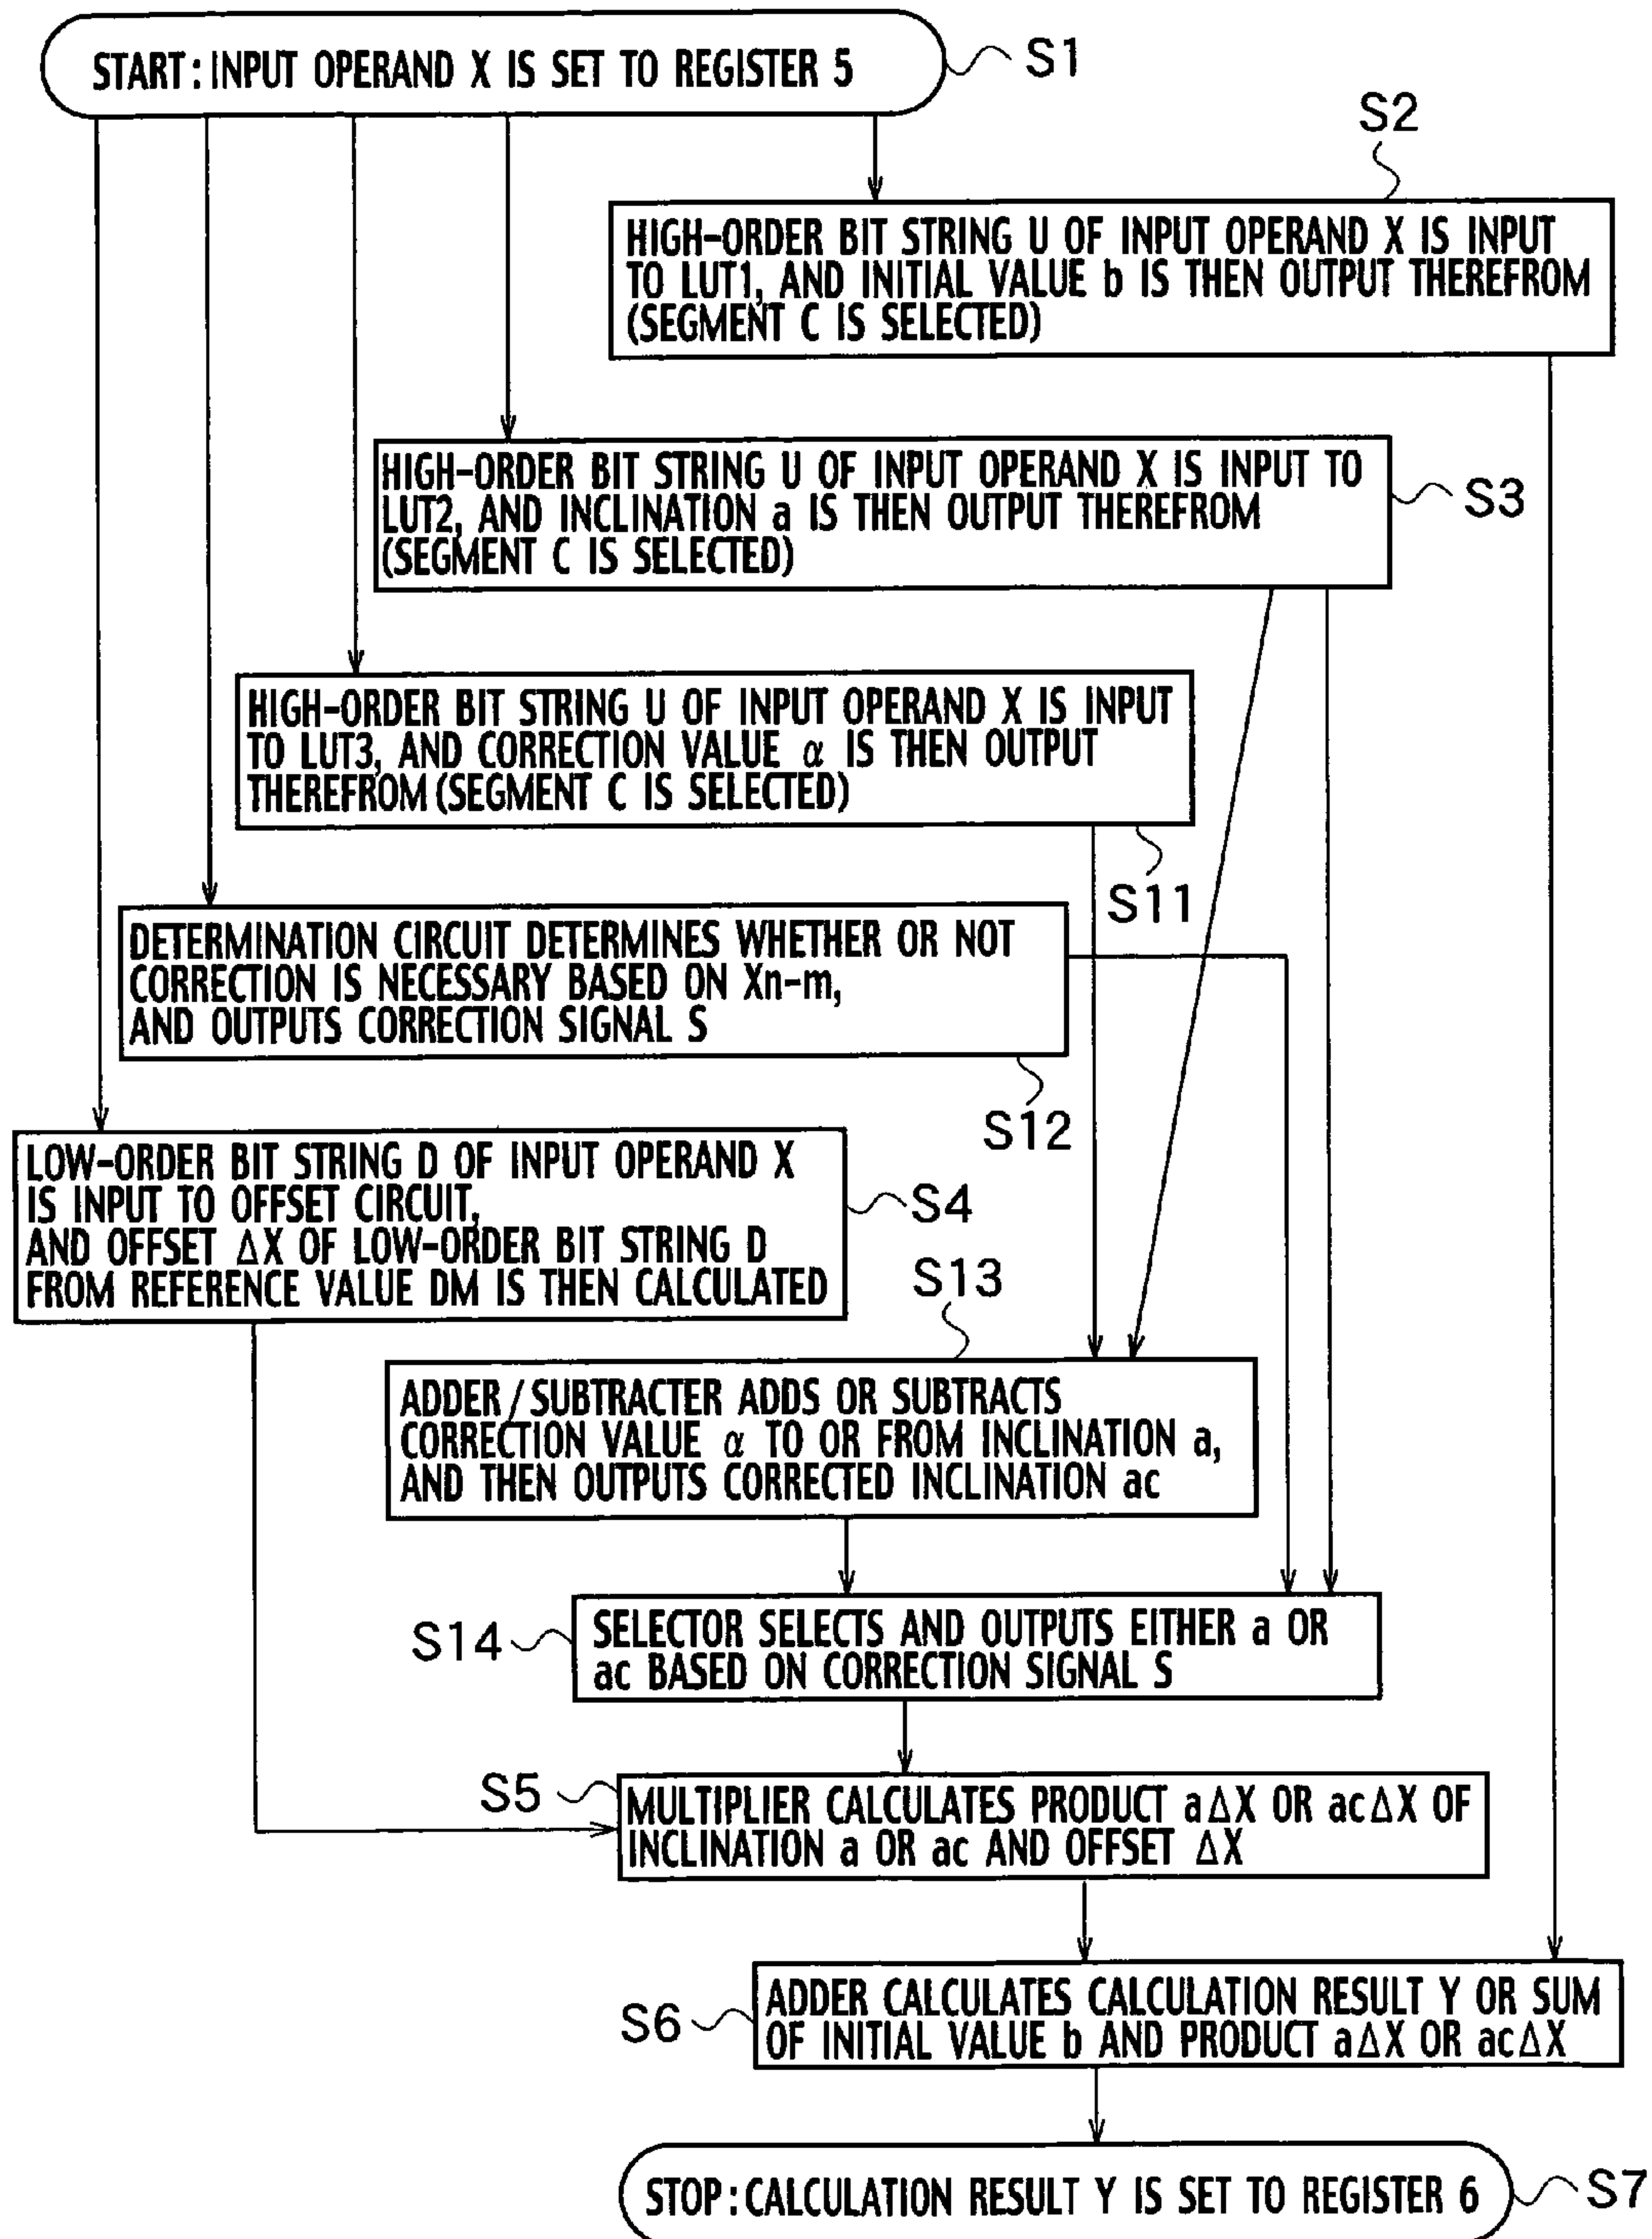 START: INPUT OPERAND X IS SET TO REGISTER 5
S1
S2
HIGH-ORDER BIT STRING U OF INPUT OPERAND X IS INPUT
TO LUT1, AND INITIAL VALUE b IS THEN OUTPUT THEREFROM
(SEGMENT C IS SELECTED)
HIGH-ORDER BIT STRING U OF INPUT OPERAND X IS INPUT TO
LUT2, AND INCLINATION a IS THEN OUTPUT THEREFROM
(SEGMENT C IS SELECTED)
S3
HIGH-ORDER BIT STRING U OF INPUT OPERAND X IS INPUT
TO LUT3, AND CORRECTION VALUE α IS THEN OUTPUT
THEREFROM (SEGMENT C IS SELECTED)
S11
DETERMINATION CIRCUIT DETERMINES WHETHER OR NOT
CORRECTION IS NECESSARY BASED ON Xn-m,
AND OUTPUTS CORRECTION SIGNAL S
S12
LOW-ORDER BIT STRING D OF INPUT OPERAND X
IS INPUT TO OFFSET CIRCUIT,
AND OFFSET ΔX OF LOW-ORDER BIT STRING D
FROM REFERENCE VALUE DM IS THEN CALCULATED
S4
S13
ADDER/SUBTRACTER ADDS OR SUBTRACTS
CORRECTION VALUE α TO OR FROM INCLINATION a,
AND THEN OUTPUTS CORRECTED INCLINATION ac
S14
SELECTOR SELECTS AND OUTPUTS EITHER a OR
ac BASED ON CORRECTION SIGNAL S
S5
MULTIPLIER CALCULATES PRODUCT aΔX OR acΔX OF
INCLINATION a OR ac AND OFFSET ΔX
S6
ADDER CALCULATES CALCULATION RESULT Y OR SUM
OF INITIAL VALUE b AND PRODUCT aΔX OR acΔX
STOP: CALCULATION RESULT Y IS SET TO REGISTER 6
S7